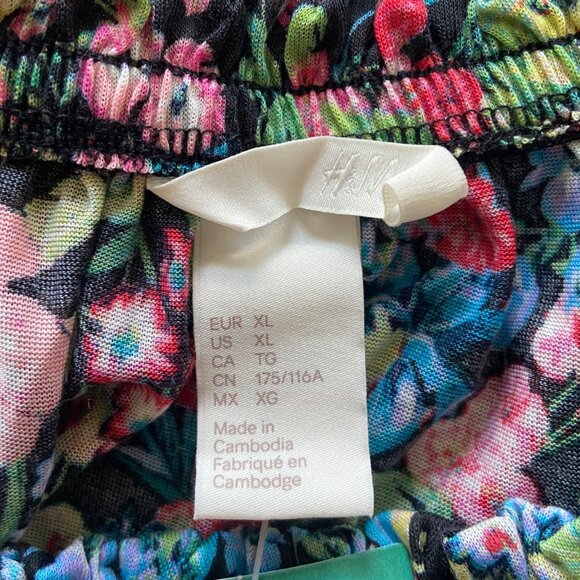 H&M
EUR XL
US XL
CA TG
CN 175/116A
MX XG
Made in
Cambodia
Fabriqué en
Cambodge